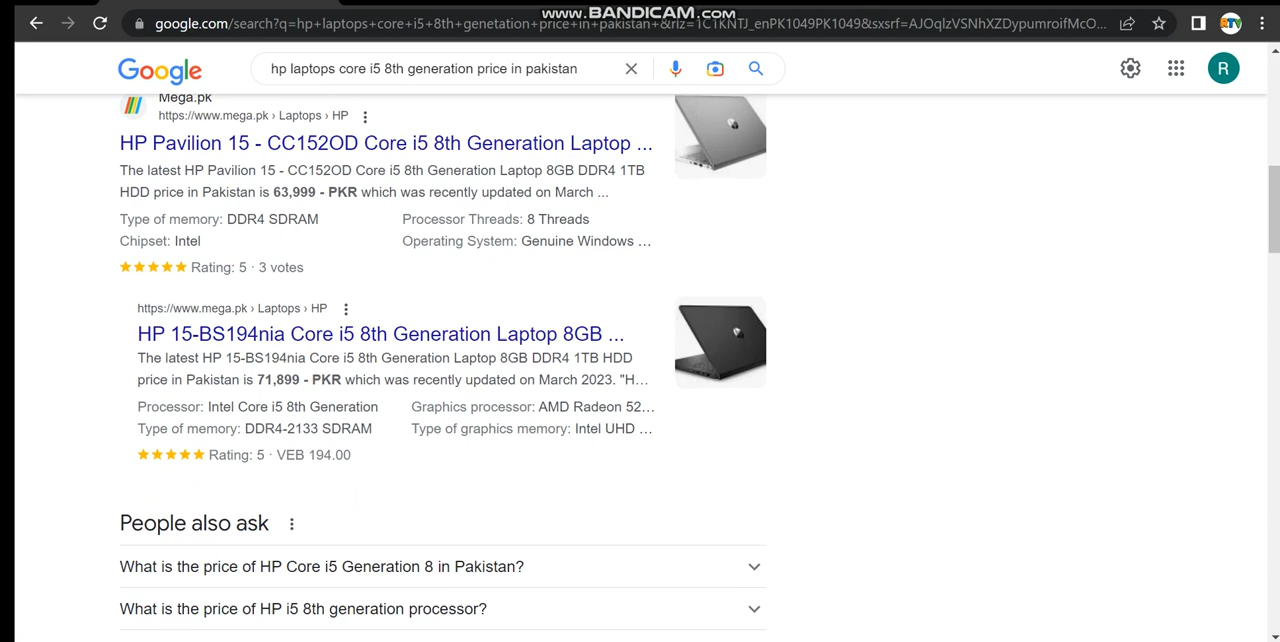 www.BANDICAM.com
google.com/search?q=hp+laptops+core+i5+8th+genetation+price+in+pakistan+&rlz=1C1KNTJ_enPK1049PK1049&sxsrf=AJOqlzVSNhXZDypumroifMcO...
Google
hp laptops core i5 8th generation price in pakistan
R
Mega.pk
https://www.mega.pk › Laptops › HP
HP Pavilion 15 - CC152OD Core i5 8th Generation Laptop ...
The latest HP Pavilion 15 - CC152OD Core i5 8th Generation Laptop 8GB DDR4 1TB
HDD price in Pakistan is 63,999 - PKR which was recently updated on March ...
Type of memory: DDR4 SDRAM Processor Threads: 8 Threads
Chipset: Intel Operating System: Genuine Windows ...
Rating: 5 · 3 votes
https://www.mega.pk › Laptops › HP
HP 15-BS194nia Core i5 8th Generation Laptop 8GB ...
The latest HP 15-BS194nia Core i5 8th Generation Laptop 8GB DDR4 1TB HDD
price in Pakistan is 71,899 - PKR which was recently updated on March 2023. "H...
Processor: Intel Core i5 8th Generation Graphics processor: AMD Radeon 52...
Type of memory: DDR4-2133 SDRAM Type of graphics memory: Intel UHD ...
Rating: 5 · VEB 194.00
People also ask
What is the price of HP Core i5 Generation 8 in Pakistan?
What is the price of HP i5 8th generation processor?